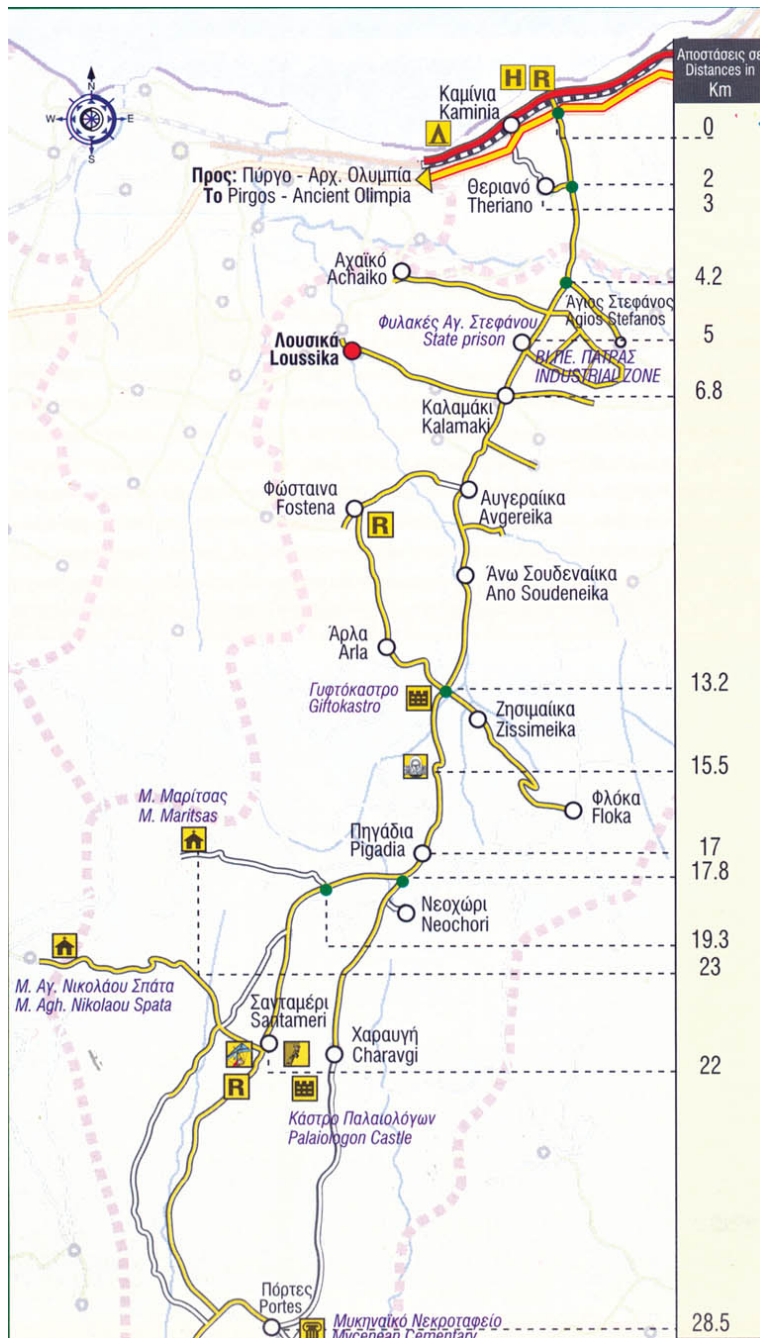 Αποστάσεις σε
Distances in
Km
N
W
E
S
H
R
Καμίνια
Kaminia
0
Προς: Πύργο - Αρχ. Ολυμπία
To Pirgos - Ancient Olimpia
Θεριανό
Theriano
2
3
Αχαϊκό
Achaiko
4.2
Άγιος Στεφάνος
Agios Stefanos
Φυλακές Αγ. Στεφάνου
State prison
5
Λουσικά
Loussika
ΒΙ.ΠΕ. ΠΑΤΡΑΣ
INDUSTRIAL ZONE
6.8
Καλαμάκι
Kalamaki
Φώσταινα
Fostena
R
Αυγεραίικα
Avgereika
Άνω Σουδεναίικα
Ano Soudeneika
Άρλα
Arla
13.2
Γυφτόκαστρο
Giftokastro
Ζησιμαίικα
Zissimeika
15.5
Μ. Μαρίτσας
M. Maritsas
Φλόκα
Floka
Πηγάδια
Pigadia
17
17.8
Νεοχώρι
Neochori
19.3
23
Μ. Αγ. Νικολάου Σπάτα
M. Agh. Nikolaou Spata
Σανταμέρι
Santameri
Χαραυγή
Charavgi
22
R
Κάστρο Παλαιολόγων
Palaiologon Castle
Πόρτες
Portes
Μυκηναϊκό Νεκροταφείο
Mycenean Cementary
28.5